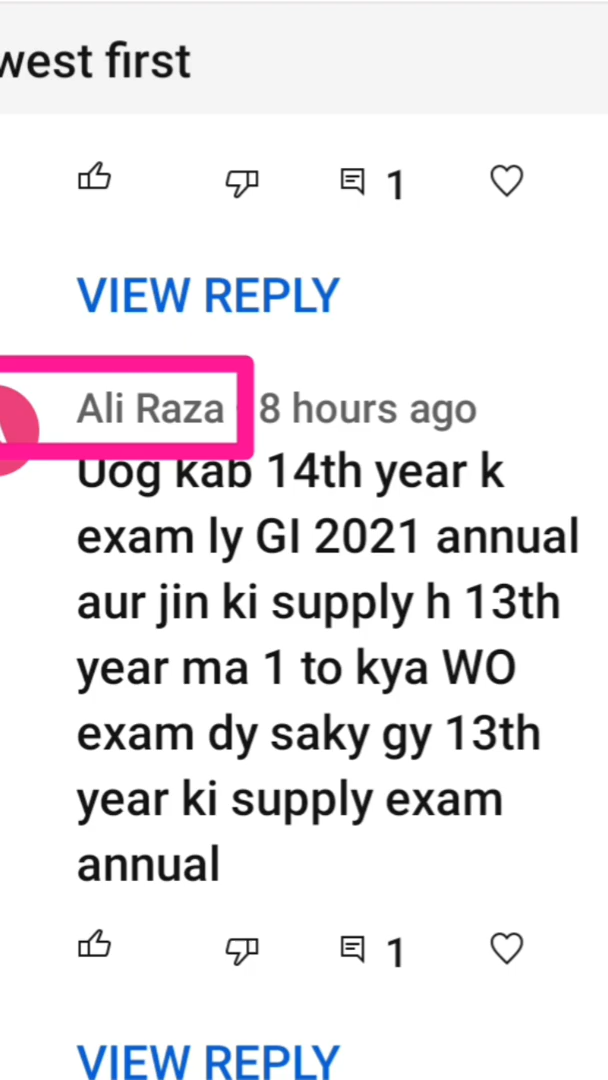 west first
1
VIEW REPLY
Ali Raza 8 hours ago
Uog kab 14th year k
exam ly GI 2021 annual
aur jin ki supply h 13th
year ma 1 to kya WO
exam dy saky gy 13th
year ki supply exam
annual
1
VIEW REPLY